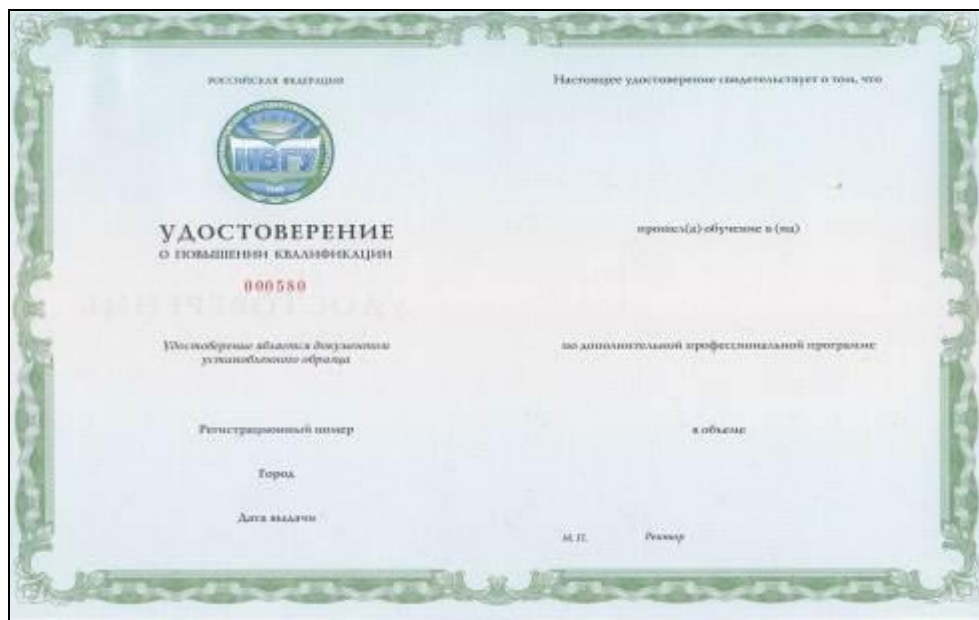 РОССИЙСКАЯ ФЕДЕРАЦИЯ
НВГУ
УДОСТОВЕРЕНИЕ
О ПОВЫШЕНИИ КВАЛИФИКАЦИИ
000580
Удостоверение является документом
установленного образца
Регистрационный номер
Город
Дата выдачи
Настоящее удостоверение свидетельствует о том, что
прошел(а) обучение в (на)
по дополнительной профессиональной программе
в объеме
М. П. Ректор